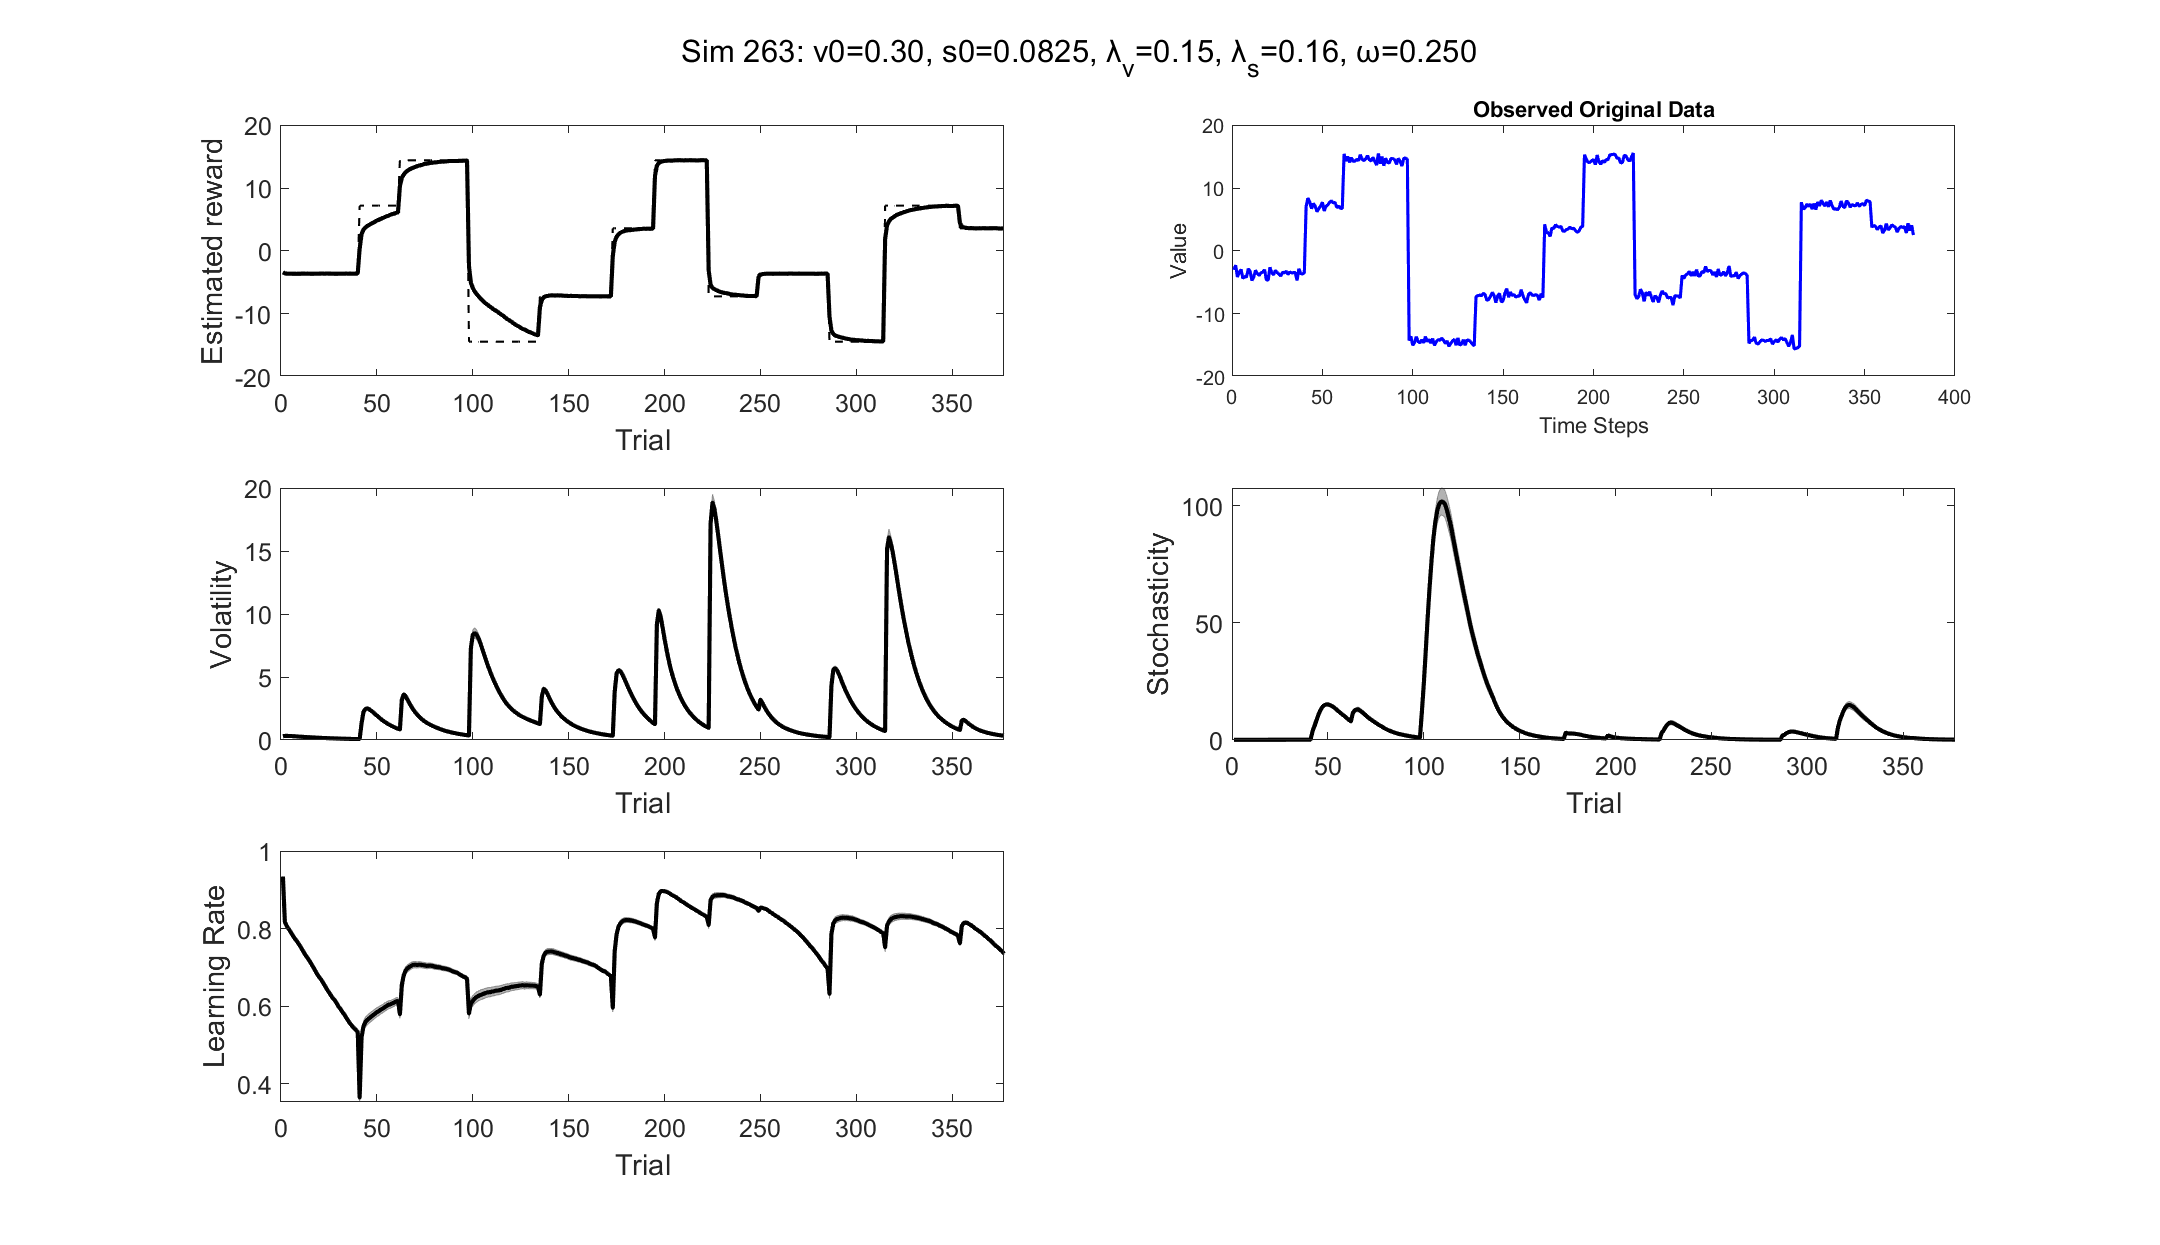 Sim 263: v0=0.30, s0=0.0825, λv=0.15, λs=0.16, ω=0.250
20
10
0
-10
-20
Estimated reward
0 50 100 150 200 250 300 350
Trial
Observed Original Data
20
10
0
-10
-20
Value
0 50 100 150 200 250 300 350 400
Time Steps
20
15
10
5
0
Volatility
0 50 100 150 200 250 300 350
Trial
100
50
0
Stochasticity
0 50 100 150 200 250 300 350
Trial
1
0.8
0.6
0.4
Learning Rate
0 50 100 150 200 250 300 350
Trial